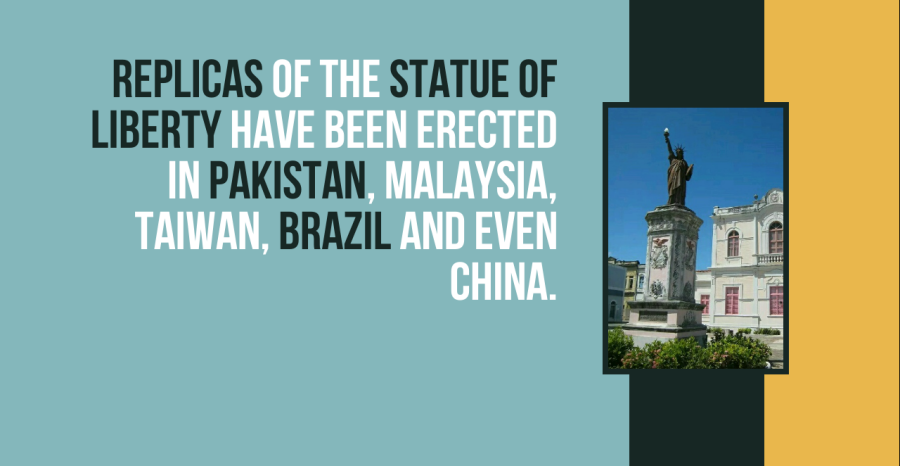 REPLICAS OF THE STATUE OF
LIBERTY HAVE BEEN ERECTED
IN PAKISTAN, MALAYSIA,
TAIWAN, BRAZIL AND EVEN
CHINA.